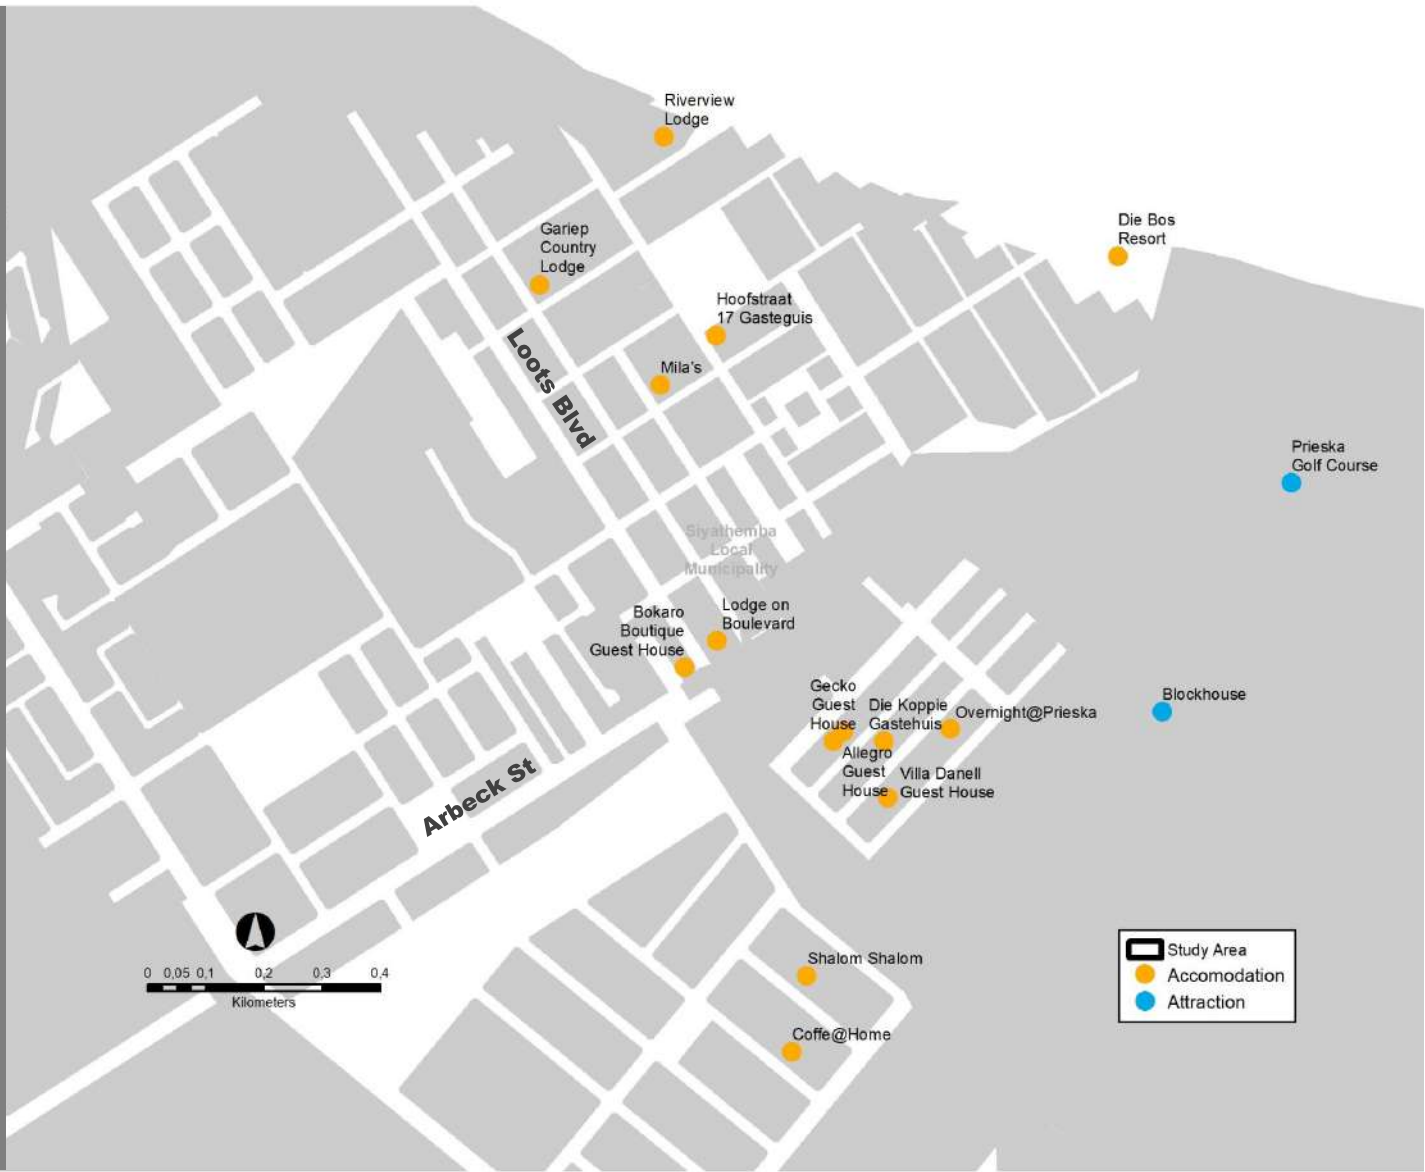 Riverview
Lodge
Gariep
Country
Lodge
Die Bos
Resort
Hoofstraat
17 Gasteguis
Loots Blvd
Mila's
Prieska
Golf Course
Siyathemba
Local
Municipality
Bokaro
Boutique
Guest House
Lodge on
Boulevard
Gecko
Guest
House
Die Koppie
Gastehuis
Overnight@Prieska
Blockhouse
Allegro
Guest
House
Villa Danell
Guest House
Arbeck St
Shalom Shalom
Coffe@Home
0 0,05 0,1 0,2 0,3 0,4
Kilometers
Study Area
Accomodation
Attraction